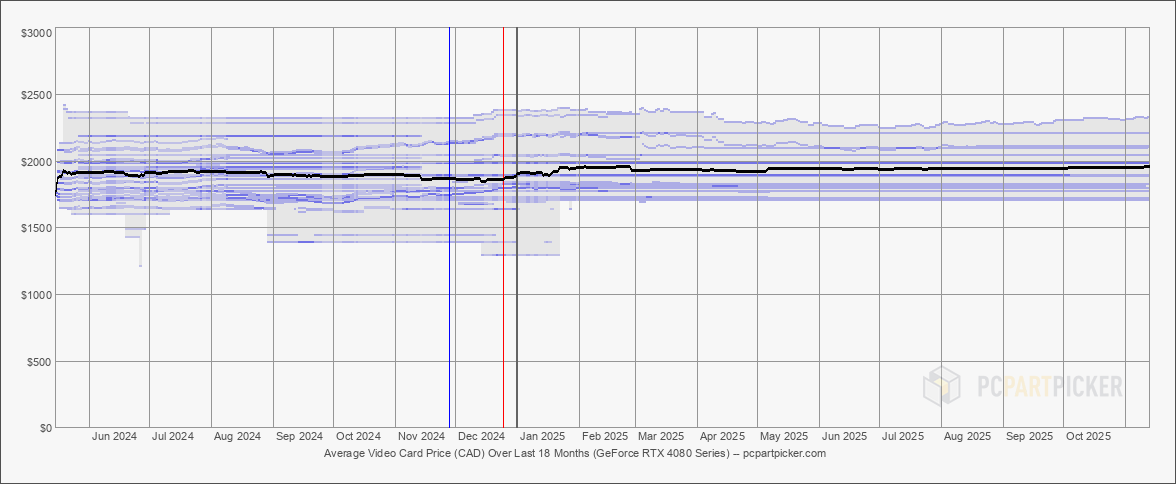 $3000
$2500
$2000
$1500
$1000
$500
$0
PCPARTPICKER
Jun 2024 Jul 2024 Aug 2024 Sep 2024 Oct 2024 Nov 2024 Dec 2024 Jan 2025 Feb 2025 Mar 2025 Apr 2025 May 2025 Jun 2025 Jul 2025 Aug 2025 Sep 2025 Oct 2025
Average Video Card Price (CAD) Over Last 18 Months (GeForce RTX 4080 Series) -- pcpartpicker.com